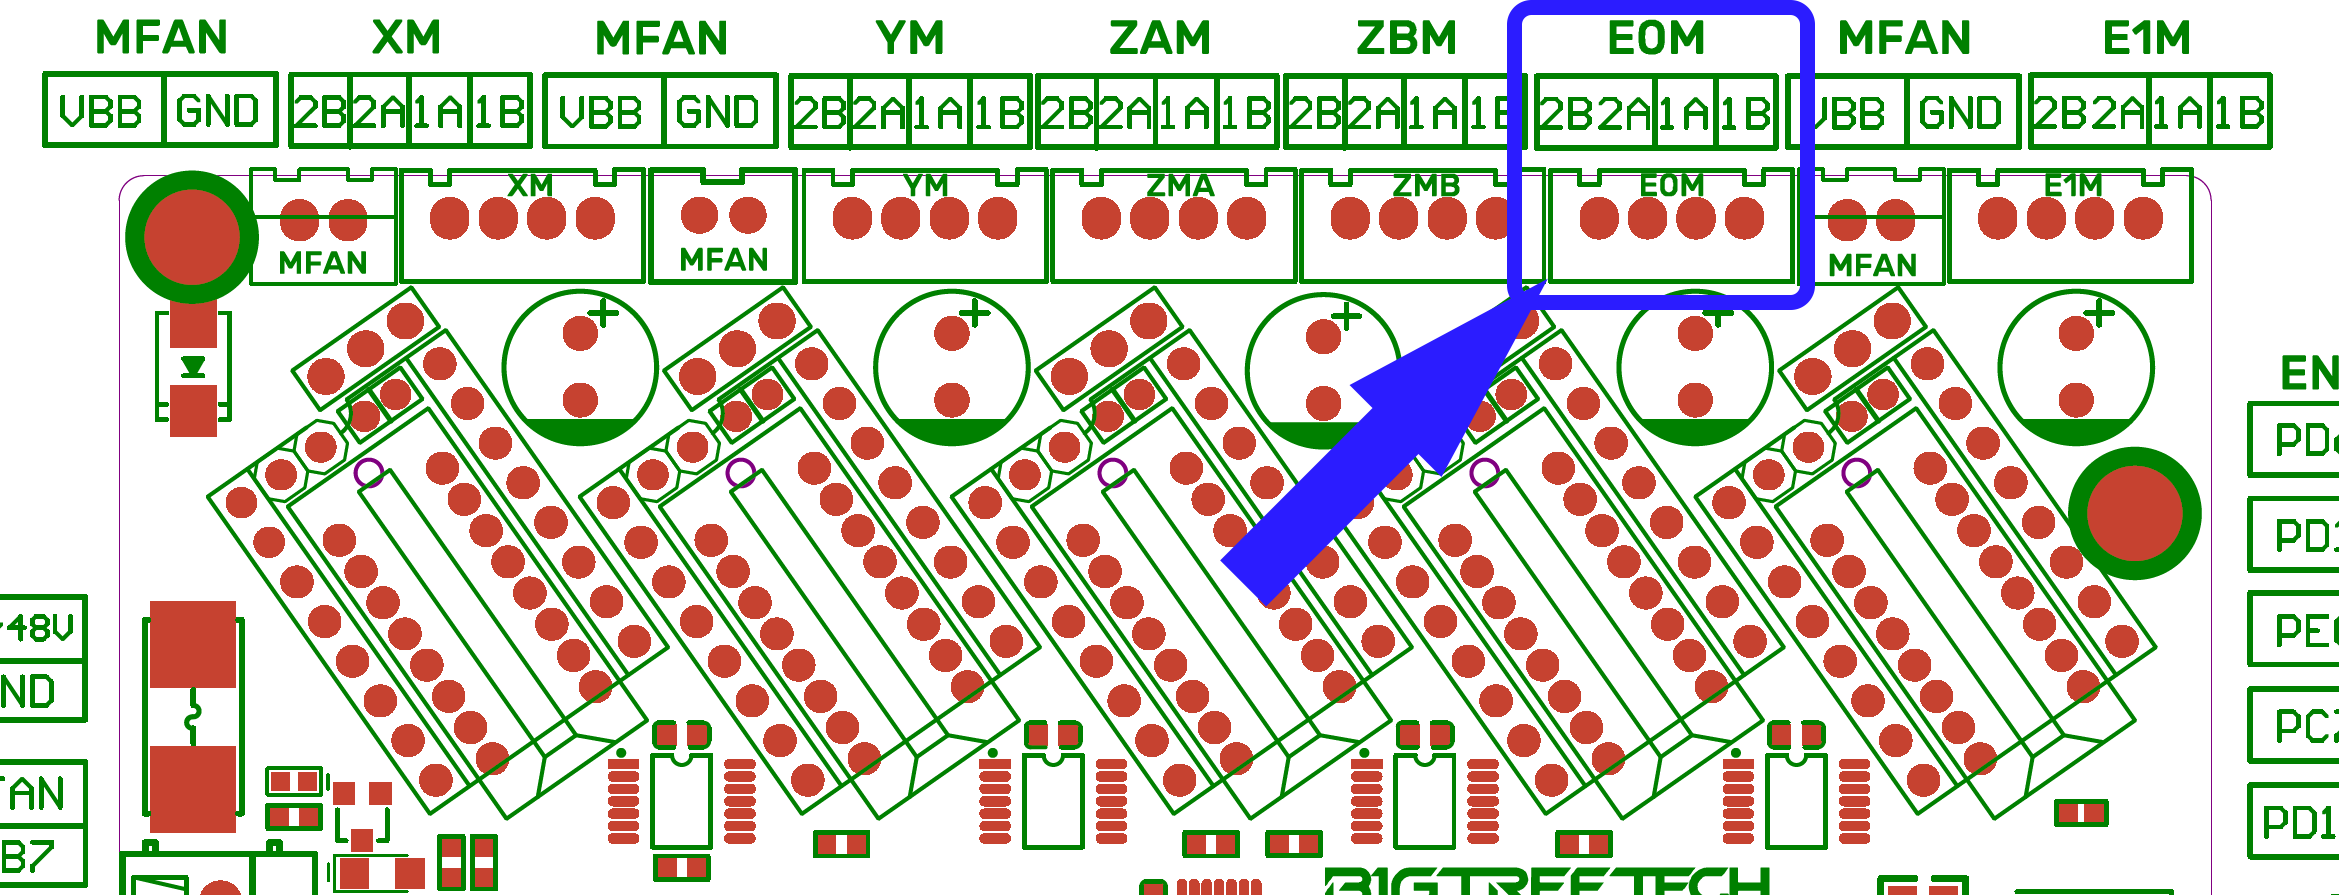 MFAN XM MFAN YM ZAM ZBM E0M MFAN E1M
VBB GND 2B 2A 1A 1B VBB GND 2B 2A 1A 1B 2B 2A 1A 1B 2B 2A 1A 1B 2B 2A 1A 1B VBB GND 2B 2A 1A 1B
XM YM ZMA ZMB E0M E1M
MFAN MFAN MFAN
+ + + + +
EN
PD
PD1
48V
PE
ND
PC
AN
PD1
B7
BIGTREETECH